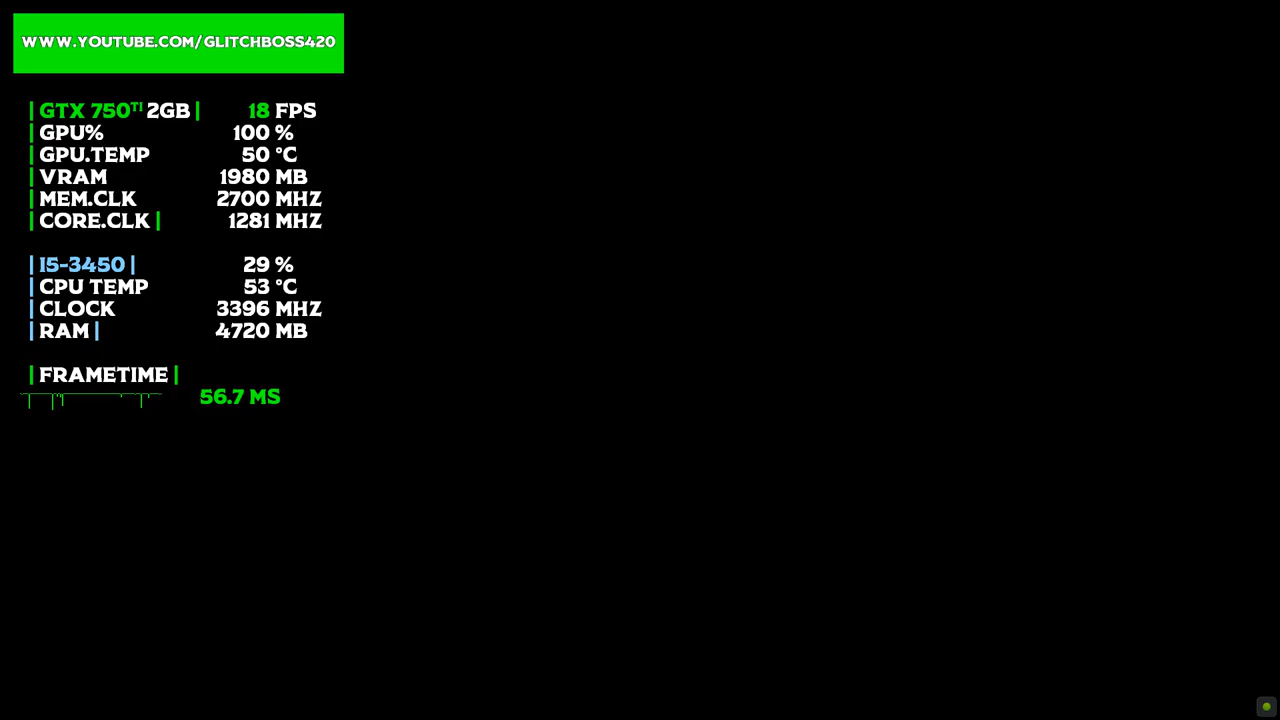 WWW.YOUTUBE.COM/GLITCHBOSS420
| GTX 750TI 2GB | 18 FPS
| GPU% 100 %
| GPU.TEMP 50 °C
| VRAM 1980 MB
| MEM.CLK 2700 MHZ
| CORE.CLK | 1281 MHZ
| I5-3450 | 29 %
| CPU TEMP 53 °C
| CLOCK 3396 MHZ
| RAM | 4720 MB
| FRAMETIME |
56.7 MS